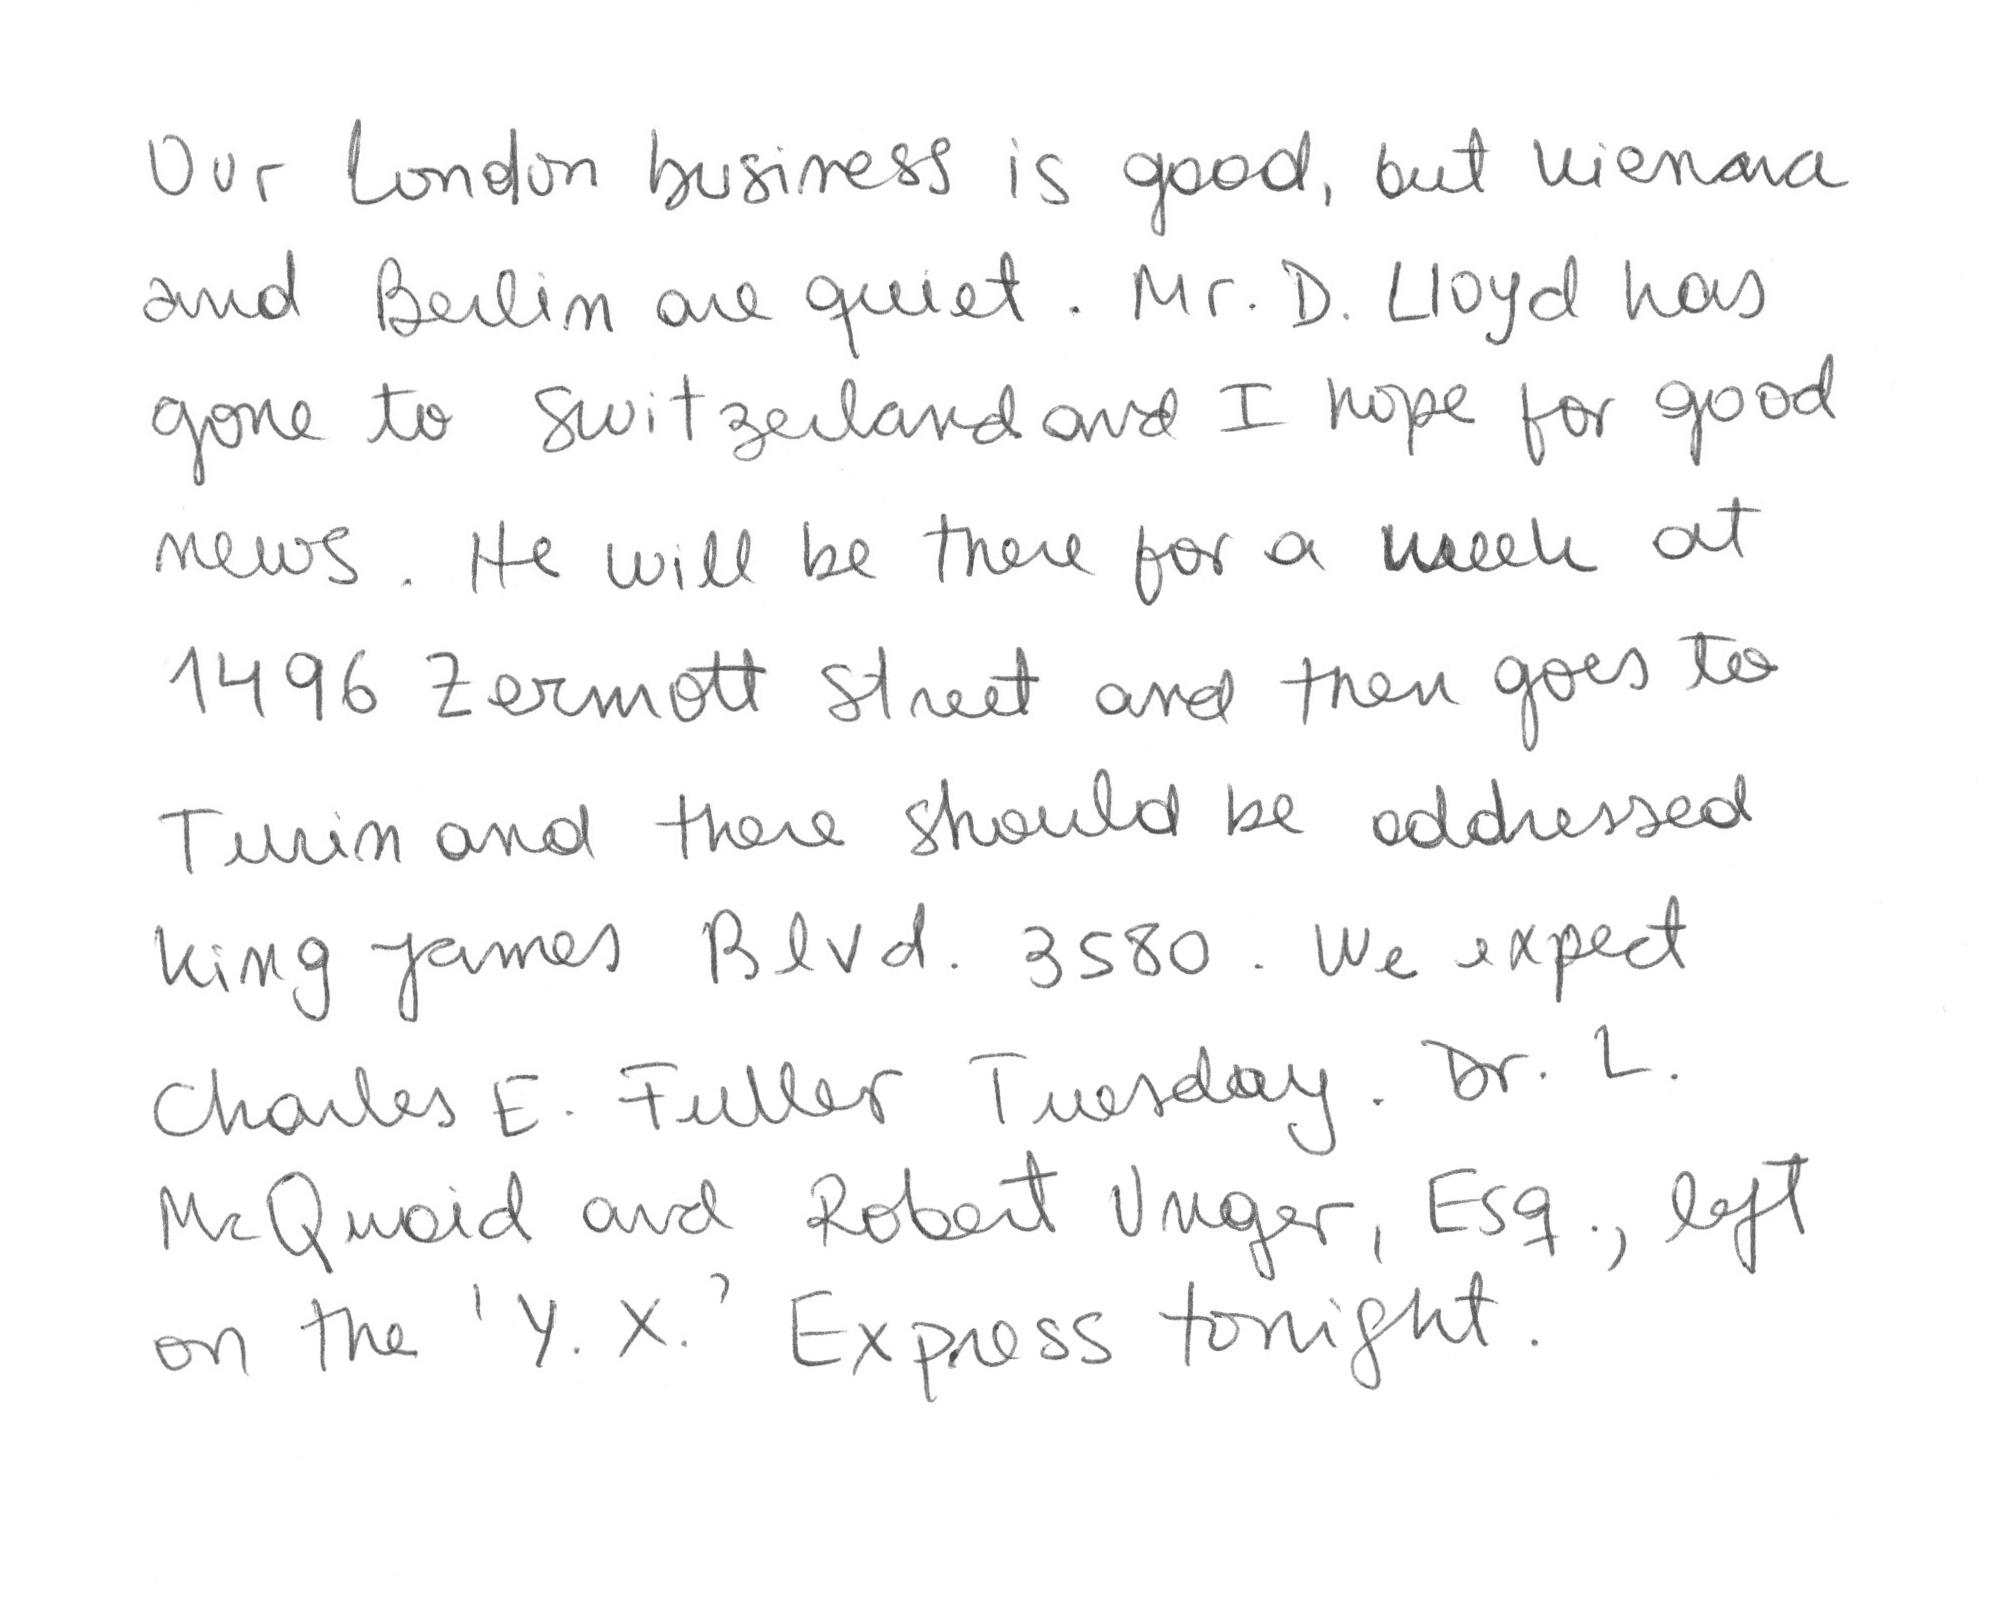 Our London business is good, but Vienna
and Berlin are quiet. Mr. D. Lloyd has
gone to Switzerland and I hope for good
news. He will be there for a week at
1496 Zermott Street and then goes to
Turin and there should be addressed
King James Blvd. 3580. We expect
Charles E. Fuller Tuesday. Dr. L.
McQuaid and Robert Unger, Esq., left
on the 'Y. X.' Express tonight.